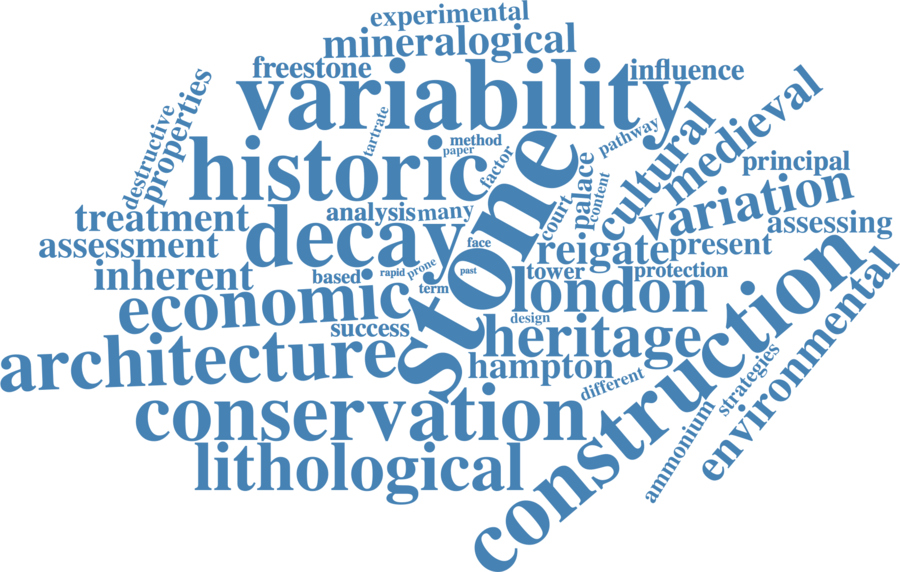 experimental
mineralogical
freestone
variability
influence
destructive
properties
tartrate
historic
method
paper
factor
pathway
cultural
medieval
principal
treatment
decay
analysis
many
stone
court
palace
content
variation
assessing
assessment
face
reigate
present
inherent
based
rapid
prone
past
tower
protection
economic
term
london
success
design
heritage
architecture
hampton
different
construction
environmental
strategies
ammonium
conservation
lithological